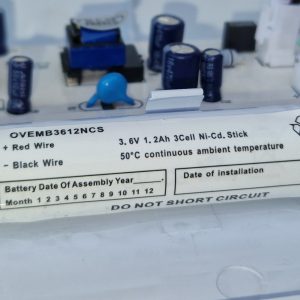 OVEMB3612NCS
+ Red Wire 3.6V 1.2Ah 3Cell Ni-Cd, Stick
- Black Wire 50°C continuous ambient temperature
Battery Date Of Assembly Year
Month 1 2 3 4 5 6 7 8 9 10 11 12
Date of installation
DO NOT SHORT CIRCUIT